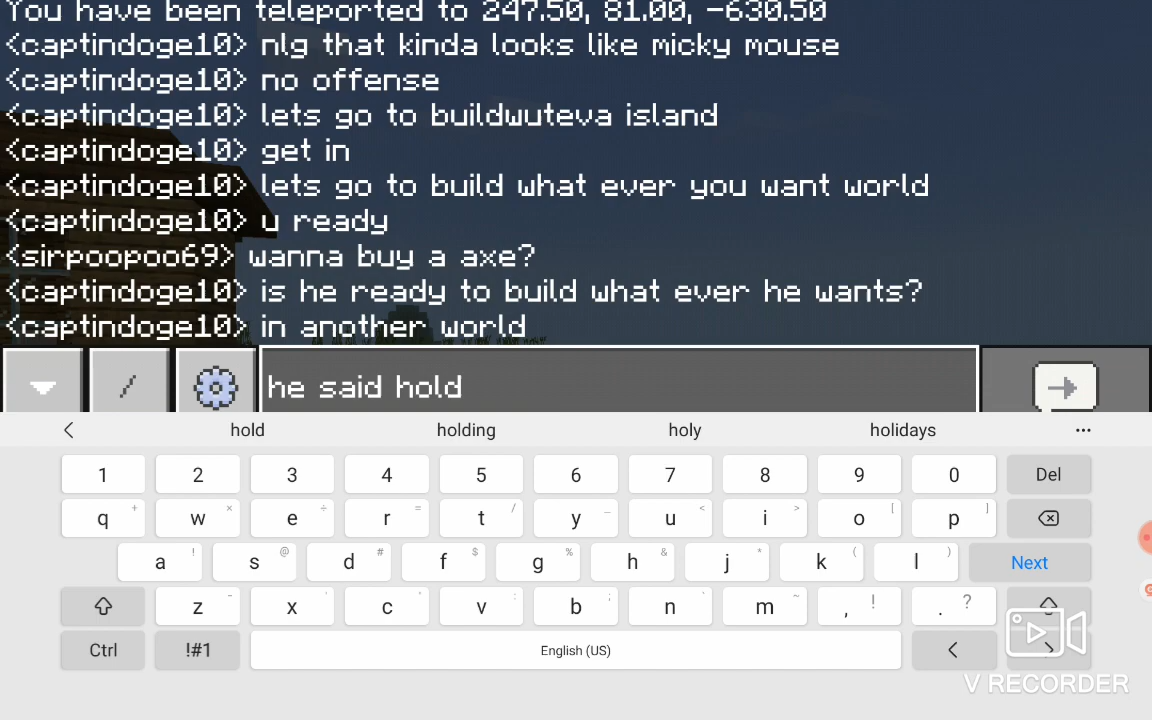 You have been teleported to 247.50, 81.00, -630.50
<captindoge10> nlg that kinda looks like micky mouse
<captindoge10> no offense
<captindoge10> lets go to buildwuteva island
<captindoge10> get in
<captindoge10> lets go to build what ever you want world
<captindoge10> u ready
<sirpoopoo69> wanna buy a axe?
<captindoge10> is he ready to build what ever he wants?
<captindoge10> in another world
/ he said hold
hold holding holy holidays ...
1 2 3 4 5 6 7 8 9 0 Del
q + w × e ÷ r = t / y _ u < i > o [ p ]
a ! s @ d # f $ g % h & j * k ( l ) Next
z - x ' c " v : b ; n ` m ~ , ! . ?
Ctrl !#1 English (US) < >
V RECORDER